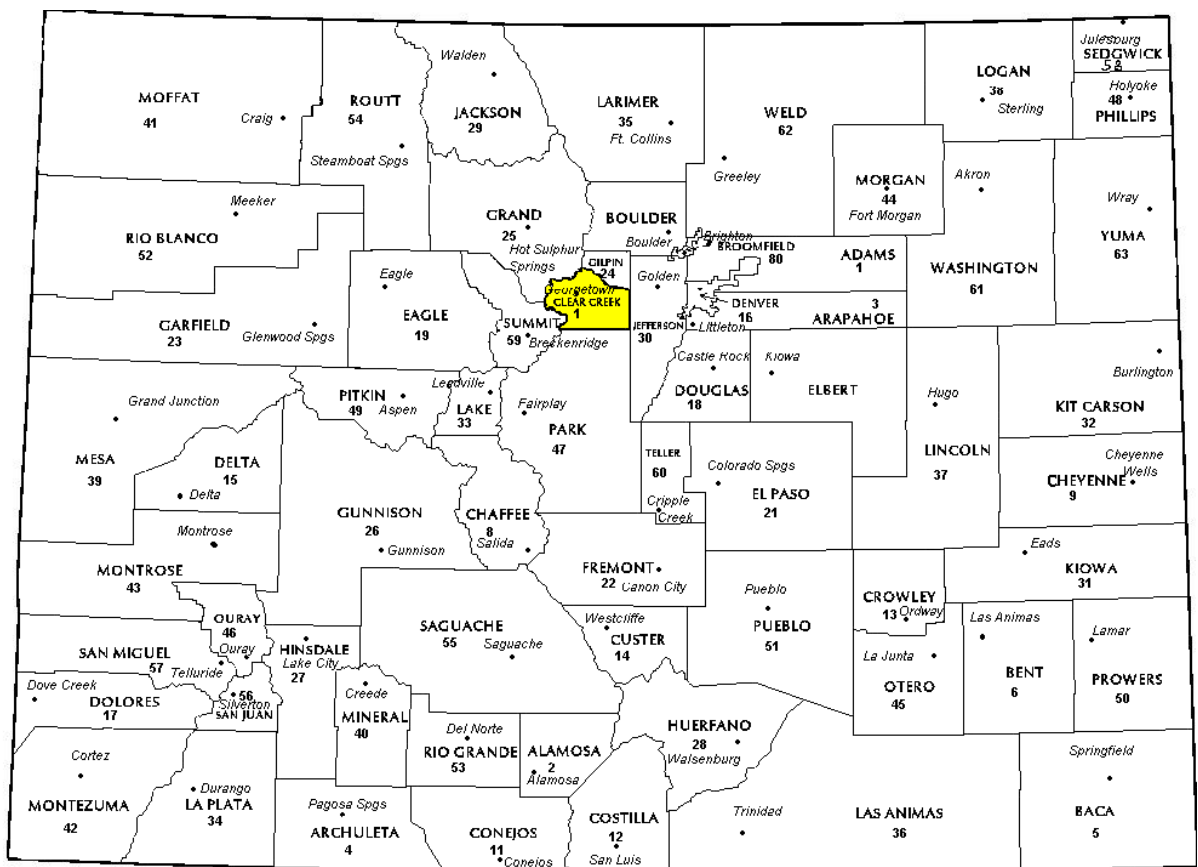 Julesburg
SEDGWICK
58
Walden
LOGAN
38
Sterling
Holyoke
48
PHILLIPS
MOFFAT
41
Craig
ROUTT
54
Steamboat Spgs
JACKSON
29
LARIMER
35
Ft. Collins
WELD
62
Greeley
MORGAN
44
Fort Morgan
Akron
Wray
YUMA
63
Meeker
RIO BLANCO
52
GRAND
25
Hot Sulphur
Springs
BOULDER
Boulder
Brighton
BROOMFIELD
80
ADAMS
1
WASHINGTON
61
GILPIN
24
Golden
Georgetown
CLEAR CREEK
1
Eagle
EAGLE
19
GARFIELD
23
Glenwood Spgs
SUMMIT
59
Breckenridge
JEFFERSON
30
DENVER
16
Littleton
3
ARAPAHOE
Castle Rock
DOUGLAS
18
Kiowa
ELBERT
Burlington
KIT CARSON
32
Hugo
LINCOLN
37
PITKIN
49
Aspen
Leadville
LAKE
33
Fairplay
PARK
47
Grand Junction
MESA
39
DELTA
15
Delta
TELLER
60
Cripple
Creek
Colorado Spgs
EL PASO
21
Cheyenne
Wells
CHEYENNE
9
GUNNISON
26
Gunnison
CHAFFEE
8
Salida
Montrose
MONTROSE
43
FREMONT
22
Canon City
Pueblo
PUEBLO
51
Eads
KIOWA
31
CROWLEY
13
Ordway
OURAY
46
Ouray
SAGUACHE
55
Saguache
Westcliffe
CUSTER
14
Las Animas
BENT
6
Lamar
PROWERS
50
La Junta
OTERO
45
SAN MIGUEL
57
Telluride
HINSDALE
Lake City
27
Dove Creek
DOLORES
17
56
Silverton
SAN JUAN
Creede
MINERAL
40
Del Norte
RIO GRANDE
53
ALAMOSA
2
Alamosa
HUERFANO
28
Walsenburg
Cortez
MONTEZUMA
42
Durango
LA PLATA
34
Pagosa Spgs
ARCHULETA
4
CONEJOS
11
Conejos
COSTILLA
12
San Luis
Trinidad
LAS ANIMAS
36
Springfield
BACA
5